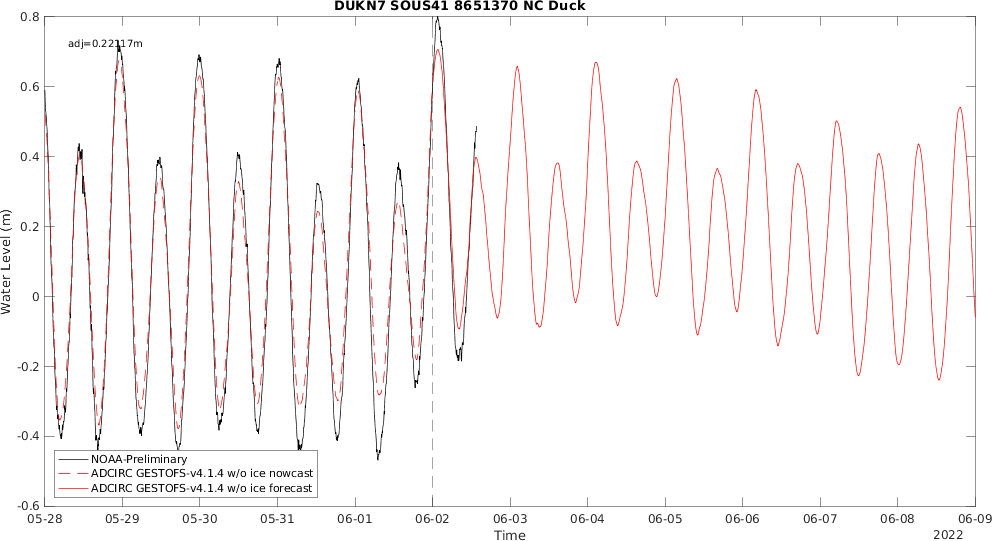 DUKN7 SOUS41 8651370 NC Duck
adj=0.22117m
0.8
0.6
0.4
0.2
0
-0.2
-0.4
-0.6
Water Level (m)
NOAA-Preliminary
ADCIRC GESTOFS-v4.1.4 w/o ice nowcast
ADCIRC GESTOFS-v4.1.4 w/o ice forecast
05-28 05-29 05-30 05-31 06-01 06-02 06-03 06-04 06-05 06-06 06-07 06-08 06-09
Time
2022